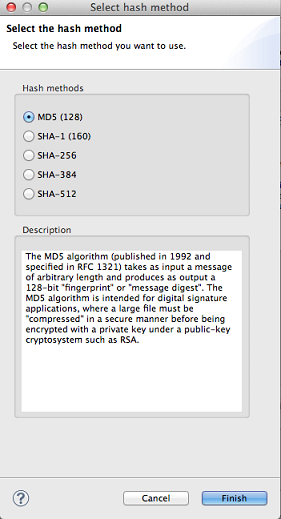 Select hash method
Select the hash method you want to use.
Select the hash method
Hash methods
MD5 (128)
SHA-1 (160)
SHA-256
SHA-384
SHA-512
Description
The MD5 algorithm (published in 1992 and
specified in RFC 1321) takes as input a message
of arbitrary length and produces as output a
128-bit "fingerprint" or "message digest". The
MD5 algorithm is intended for digital signature
applications, where a large file must be
"compressed" in a secure manner before being
encrypted with a private key under a public-key
cryptosystem such as RSA.
?
Cancel
Finish